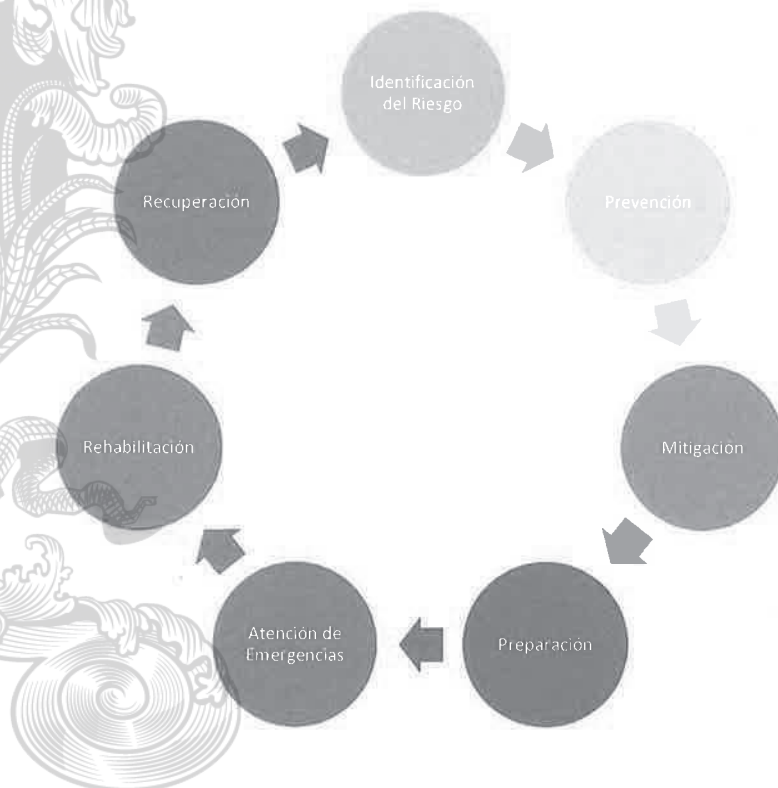 Identificación
del Riesgo
Prevención
Mitigación
Preparación
Atención de
Emergencias
Rehabilitación
Recuperación